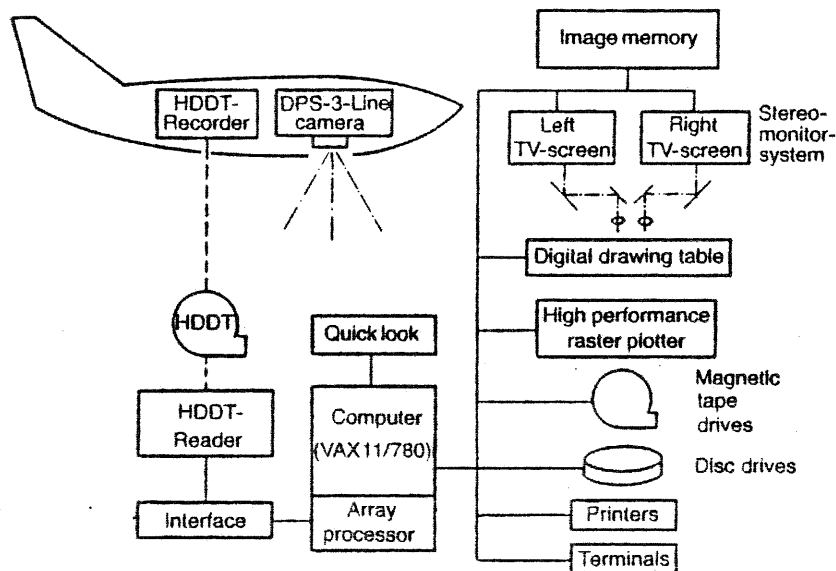 HDDT-
Recorder
DPS-3-Line
camera
HDDT
HDDT-
Reader
Interface
Quick look
Computer
(VAX11/780)
Array
processor
Image memory
Left
TV-screen
Right
TV-screen
Stereo-
monitor-
system
Digital drawing table
High performance
raster plotter
Magnetic
tape
drives
Disc drives
Printers
Terminals